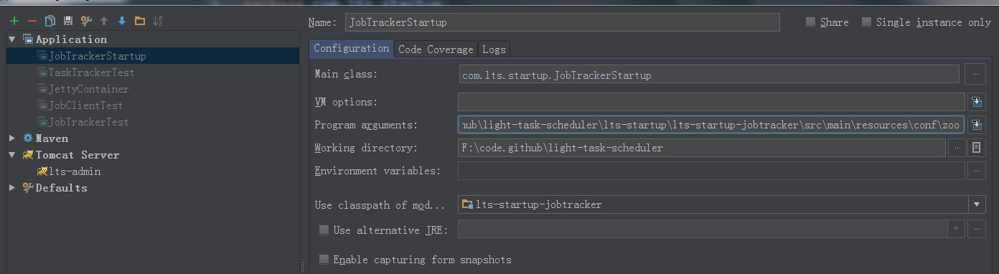 Name: JobTrackerStartup
Share
Single instance only
Application
JobTrackerStartup
TaskTrackerTest
JettyContainer
JobClientTest
JobTrackerTest
Maven
Tomcat Server
lts-admin
Defaults
Configuration
Code Coverage
Logs
Main class: com.lts.startup.JobTrackerStartup
VM options:
Program arguments: \light-task-scheduler\lts-startup\lts-startup-jobtracker\src\main\resources\conf\zoo
Working directory: F:\code.github\light-task-scheduler
Environment variables:
Use classpath of mod... lts-startup-jobtracker
Use alternative JRE:
Enable capturing form snapshots